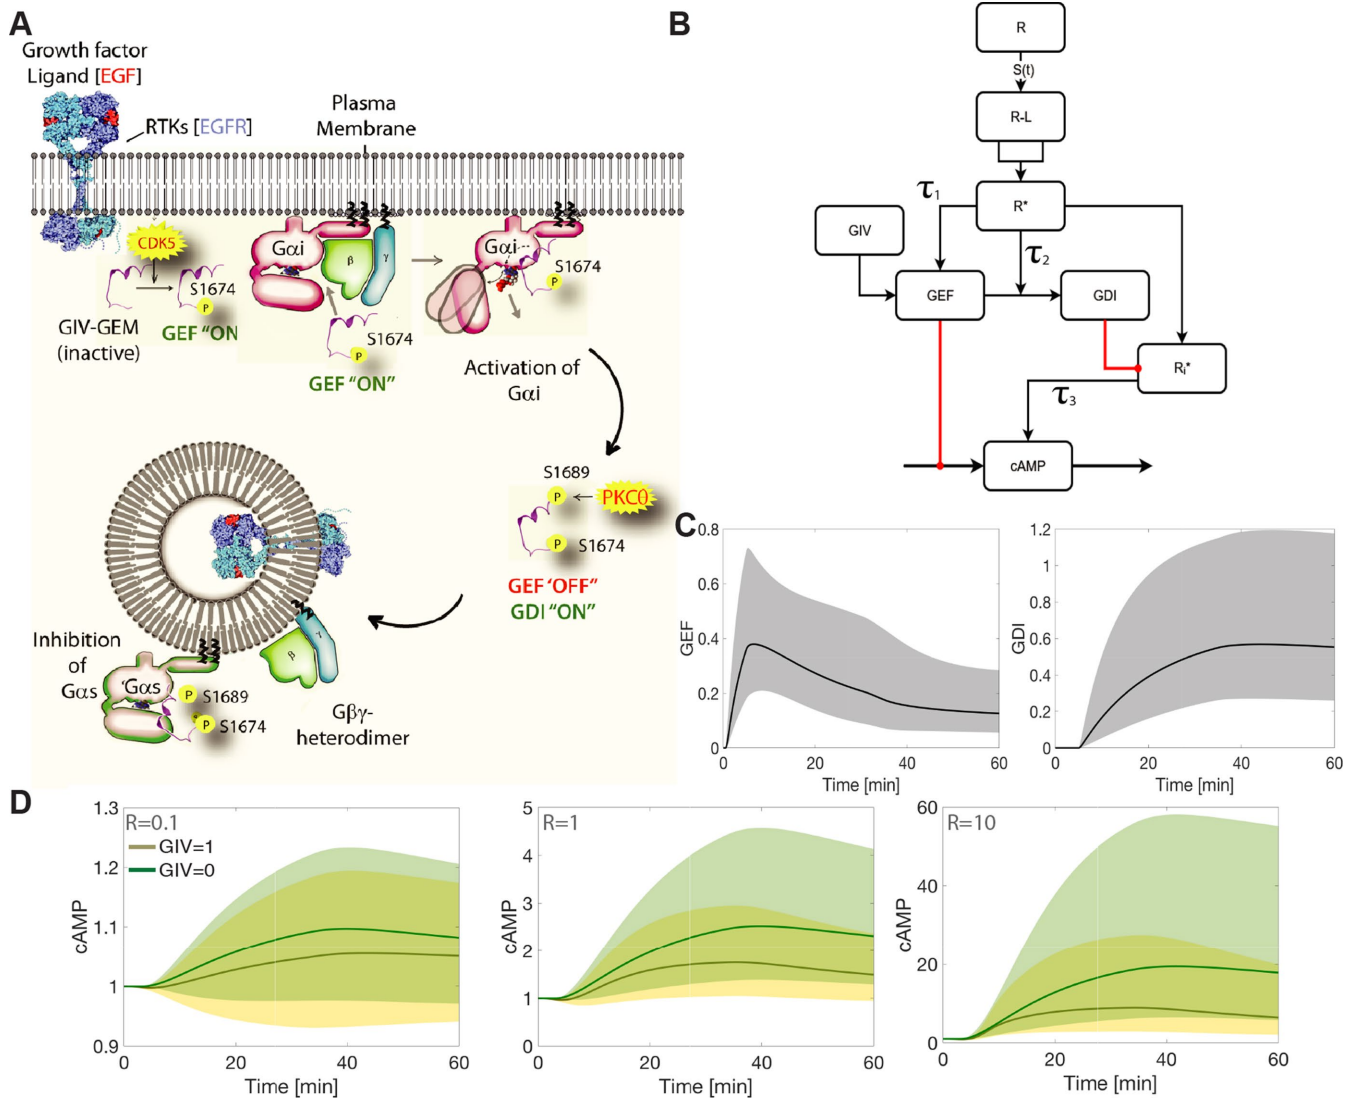 A
Growth factor
Ligand [EGF]
RTKs [EGFR]
Plasma
Membrane
CDK5
S1674
P
GIV-GEM
(inactive)
GEF "ON
Gαi
β
γ
S1674
P
GEF "ON"
Gαi
S1674
P
Activation of
Gαi
S1689
P
PKCθ
S1674
P
GEF 'OFF"
GDI "ON"
Inhibition
of
Gαs
'Gαs
P
S1689
P
S1674
β
γ
Gβγ-
heterodimer
B
R
S(t)
R-L
R*
τ1
τ2
GIV
GEF
GDI
Ri*
τ3
cAMP
C
GEF
0.8
0.6
0.4
0.2
0
0
20
40
60
Time [min]
GDI
1.2
1
0.8
0.6
0.4
0.2
0
0
20
40
60
Time [min]
D
R=0.1
GIV=1
GIV=0
cAMP
1.3
1.2
1.1
1
0.9
0
20
40
60
Time [min]
R=1
cAMP
5
4
3
2
1
0
0
20
40
60
Time [min]
R=10
cAMP
60
40
20
0
0
20
40
60
Time [min]